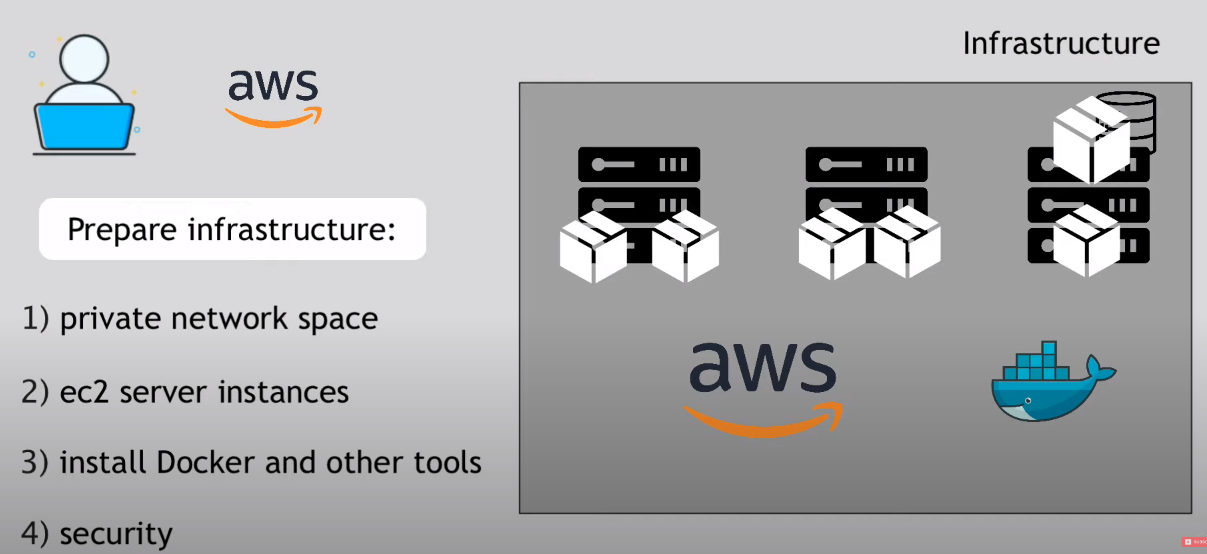 Infrastructure
aws
Prepare infrastructure:
1) private network space
2) ec2 server instances
3) install Docker and other tools
4) security
aws